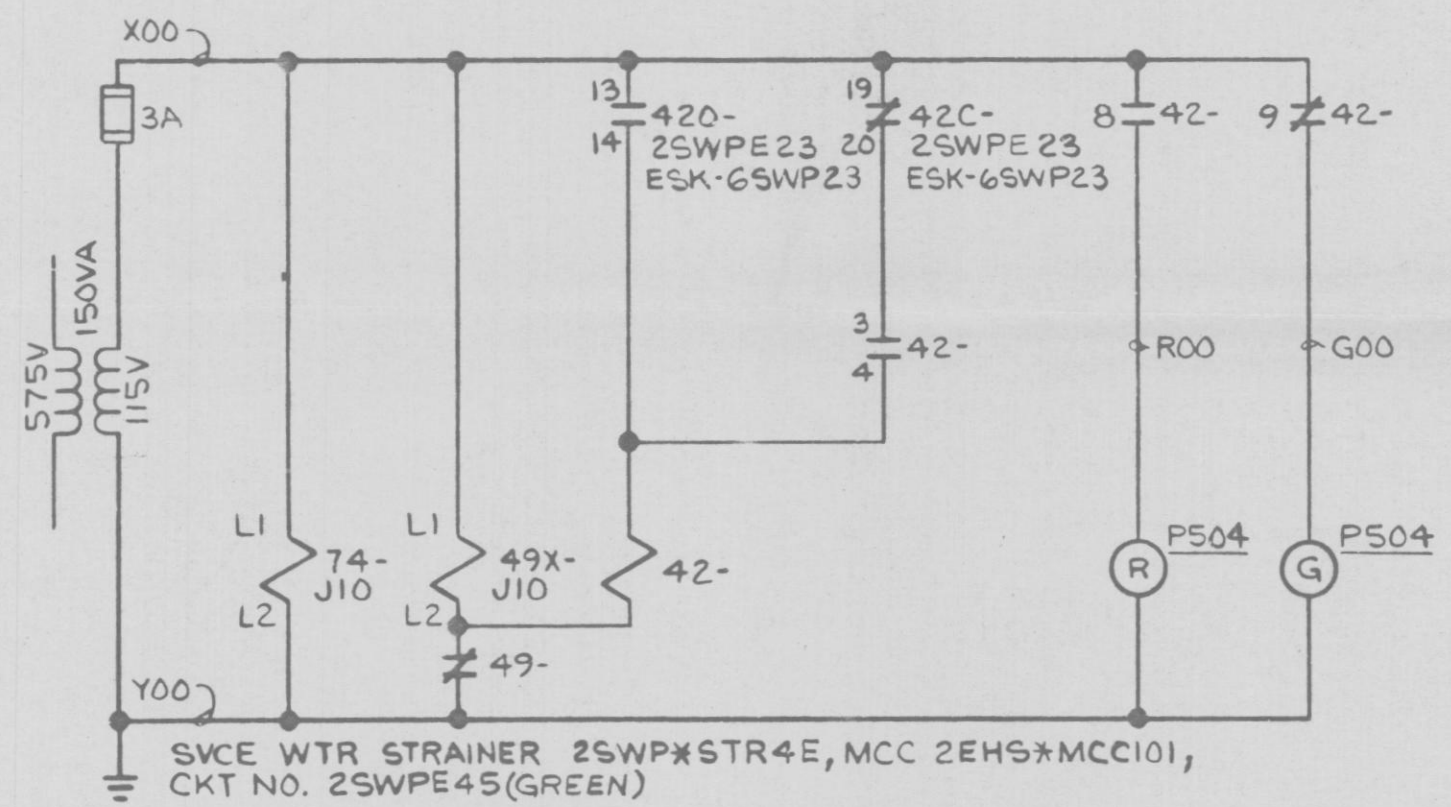 X00
3A
13
420-
14
2SWPE23
ESK-6SWP23
19
42C-
20
2SWPE23
ESK-6SWP23
8
42-
9
42-
575V
150VA
115V
3
42-
4
R00
G00
L1
74-
J10
L2
L1
49X-
J10
L2
42-
49-
P504
R
P504
G
Y00
SVCE WTR STRAINER 2SWP*STR4E, MCC 2EHS*MCC101,
CKT NO. 2SWPE45(GREEN)